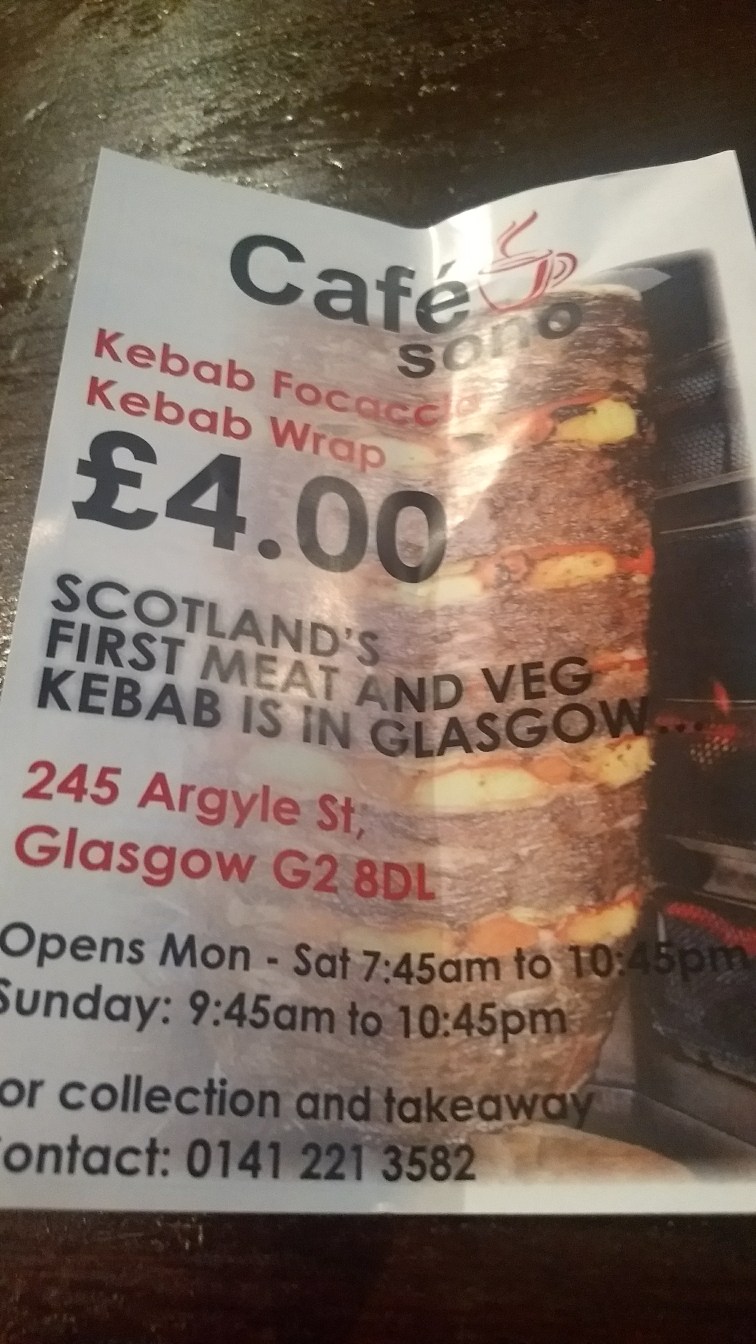 Café
sono
Kebab Focaccia
Kebab Wrap
£4.00
SCOTLAND'S
FIRST MEAT AND VEG
KEBAB IS IN GLASGOW...
245 Argyle St,
Glasgow G2 8DL
Opens Mon - Sat 7:45am to 10:45pm
Sunday: 9:45am to 10:45pm
or collection and takeaway
ontact: 0141 221 3582